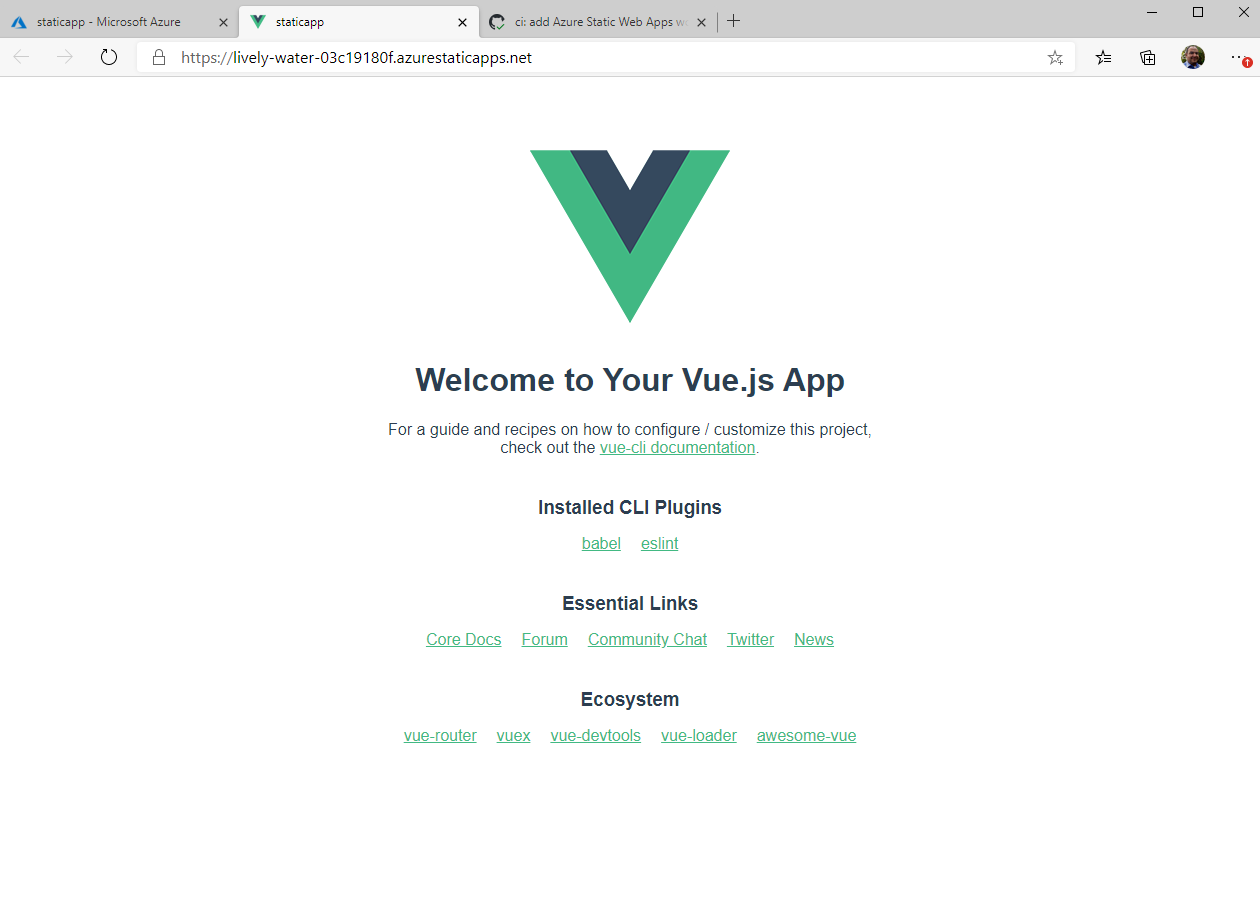 staticapp - Microsoft Azure
staticapp
ci: add Azure Static Web Apps
https://lively-water-03c19180f.azurestaticapps.net
Welcome to Your Vue.js App
For a guide and recipes on how to configure / customize this project,
check out the vue-cli documentation.
Installed CLI Plugins
babel eslint
Essential Links
Core Docs Forum Community Chat Twitter News
Ecosystem
vue-router vuex vue-devtools vue-loader awesome-vue